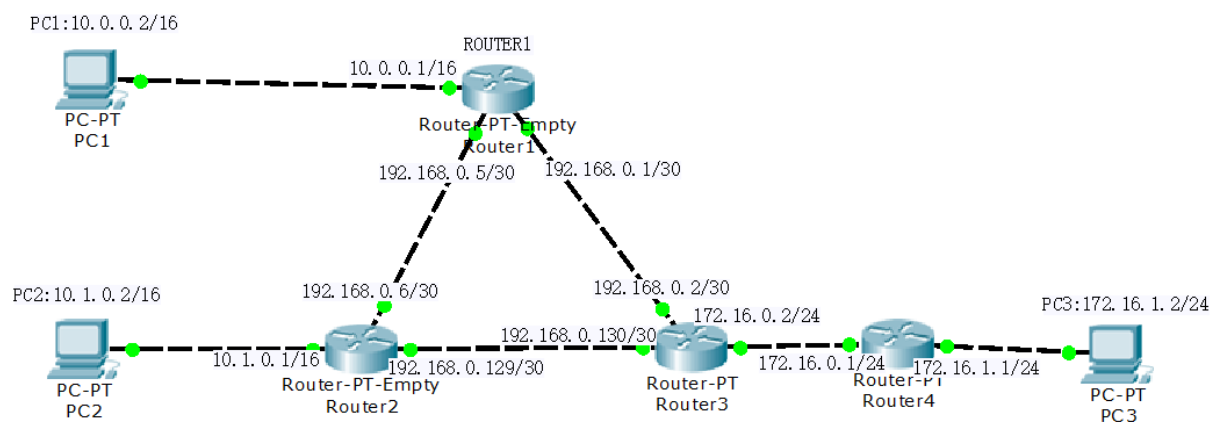 PC1:10.0.0.2/16
ROUTER1
10.0.0.1/16
PC-PT
PC1
Router-PT-Empty
Router1
192.168.0.5/30
192.168.0.1/30
PC2:10.1.0.2/16
192.168.0.6/30
192.168.0.2/30
172.16.0.2/24
PC3:172.16.1.2/24
192.168.0.130/30
10.1.0.1/16
192.168.0.129/30
172.16.0.1/24
172.16.1.1/24
PC-PT
PC2
Router-PT-Empty
Router2
Router-PT
Router3
Router-PT
Router4
PC-PT
PC3